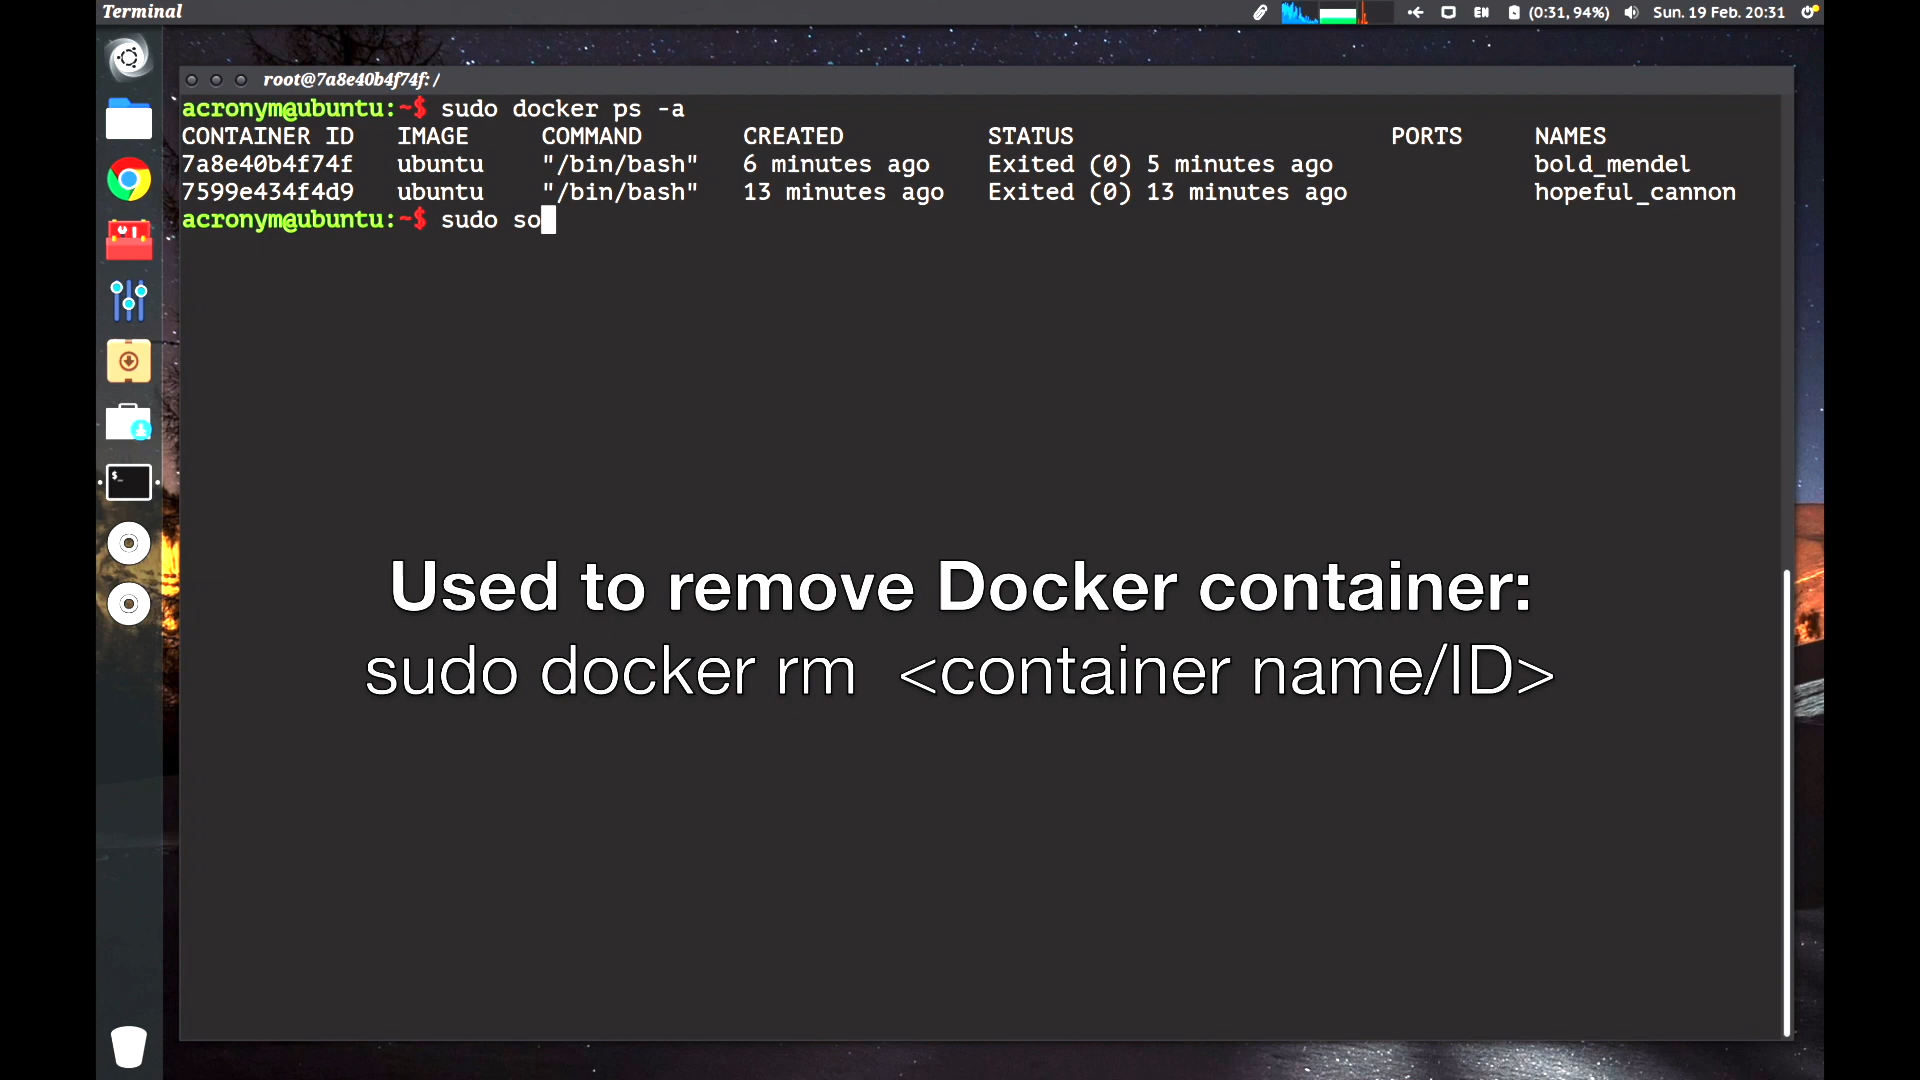 Terminal
EN (0:31, 94%) Sun. 19 Feb. 20:31
root@7a8e40b4f74f: /
acronym@ubuntu:~$ sudo docker ps -a
CONTAINER ID IMAGE COMMAND CREATED STATUS PORTS NAMES
7a8e40b4f74f ubuntu "/bin/bash" 6 minutes ago Exited (0) 5 minutes ago bold_mendel
7599e434f4d9 ubuntu "/bin/bash" 13 minutes ago Exited (0) 13 minutes ago hopeful_cannon
acronym@ubuntu:~$ sudo so
$_
Used to remove Docker container:
sudo docker rm <container name/ID>